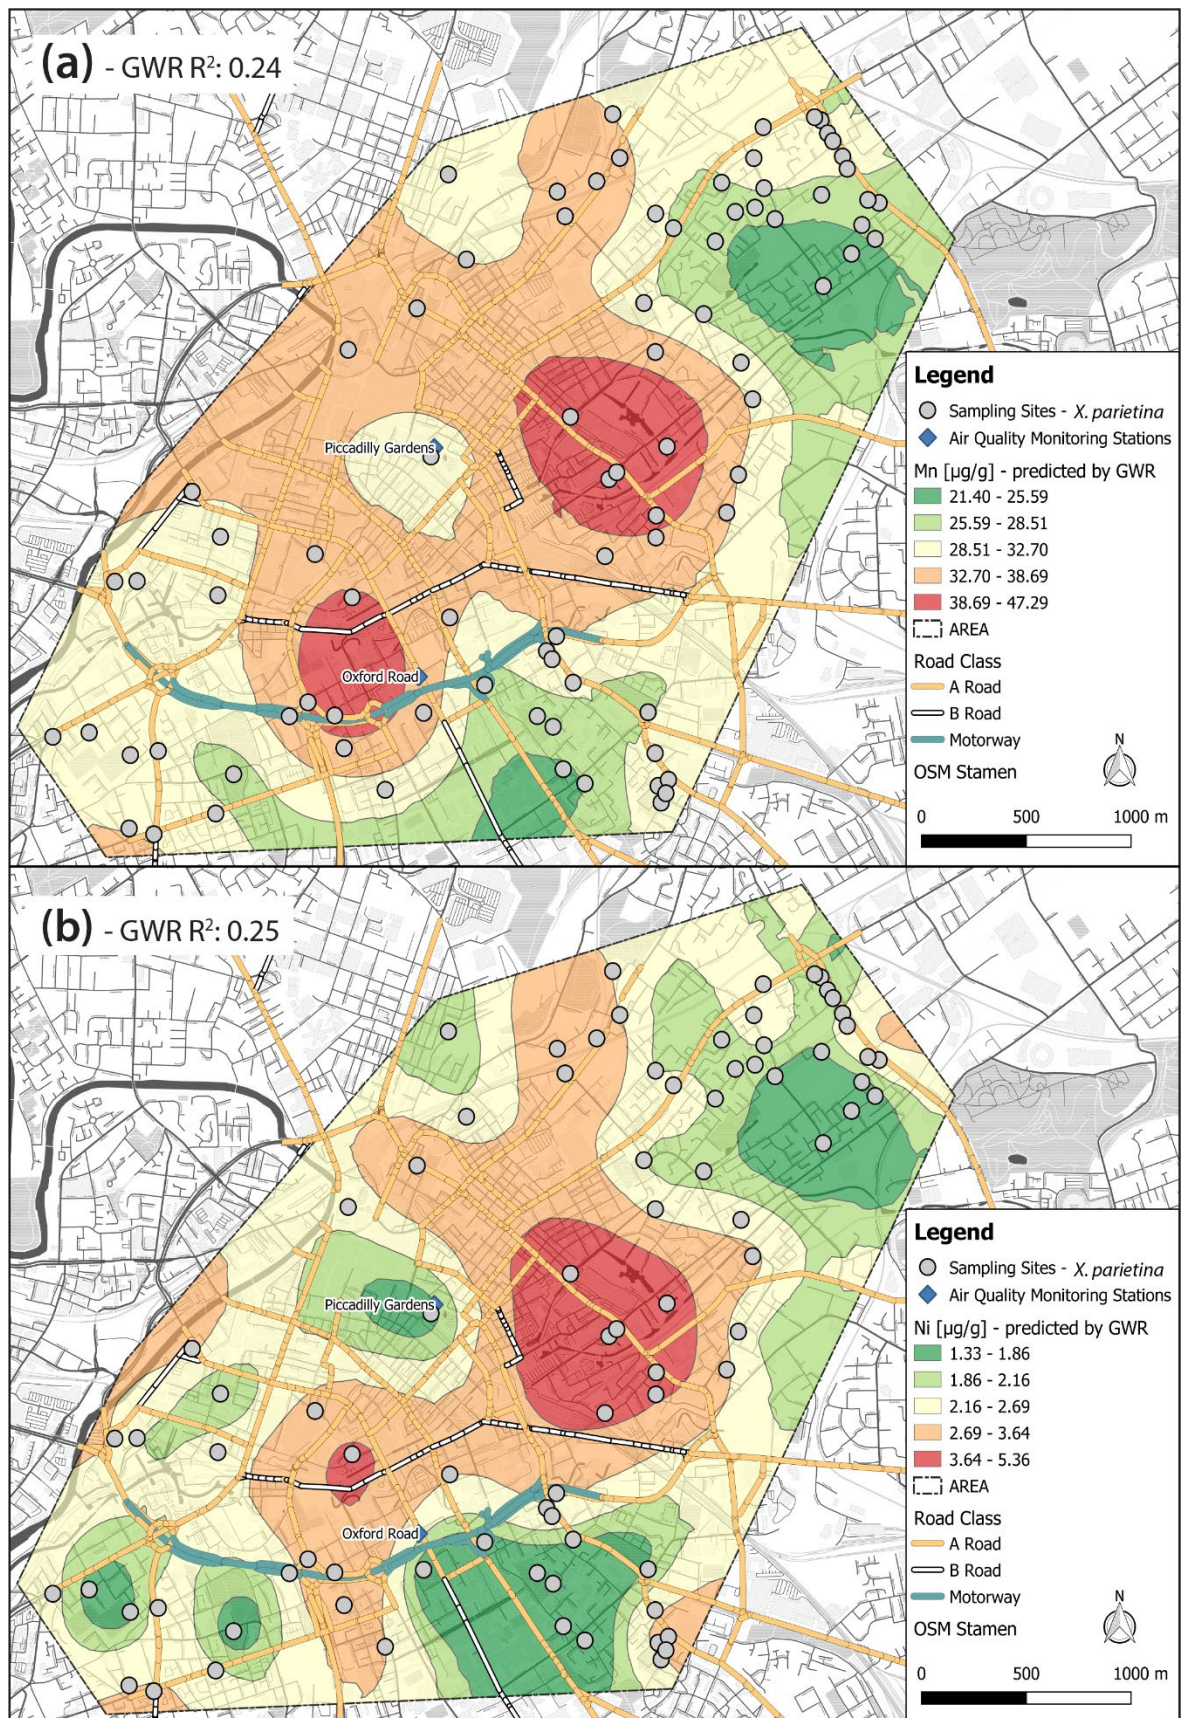 (a) - GWR R²: 0.24
Piccadilly Gardens
Oxford Road
Legend
Sampling Sites - X. parietina
Air Quality Monitoring Stations
Mn [µg/g] - predicted by GWR
21.40 - 25.59
25.59 - 28.51
28.51 - 32.70
32.70 - 38.69
38.69 - 47.29
AREA
Road Class
A Road
B Road
Motorway
OSM Stamen
N
0 500 1000 m
(b) - GWR R²: 0.25
Piccadilly Gardens
Oxford Road
Legend
Sampling Sites - X. parietina
Air Quality Monitoring Stations
Ni [µg/g] - predicted by GWR
1.33 - 1.86
1.86 - 2.16
2.16 - 2.69
2.69 - 3.64
3.64 - 5.36
AREA
Road Class
A Road
B Road
Motorway
OSM Stamen
N
0 500 1000 m